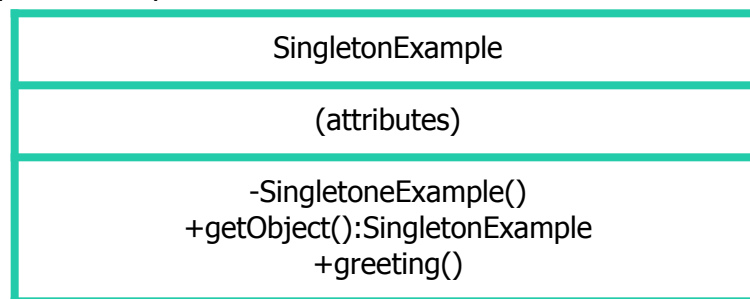 SingletonExample
(attributes)
-SingletoneExample()
+getObject():SingletonExample
+greeting()